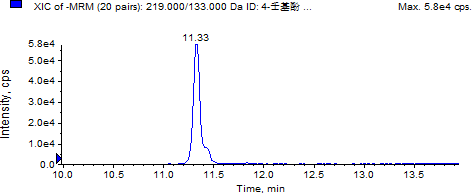 XIC of -MRM (20 pairs): 219.000/133.000 Da ID: 4-壬基酚 ...
Max. 5.8e4 cps.
11.33
5.8e4
5.0e4
4.0e4
3.0e4
2.0e4
1.0e4
0.0
Intensity, cps
10.0 10.5 11.0 11.5 12.0 12.5 13.0 13.5
Time, min